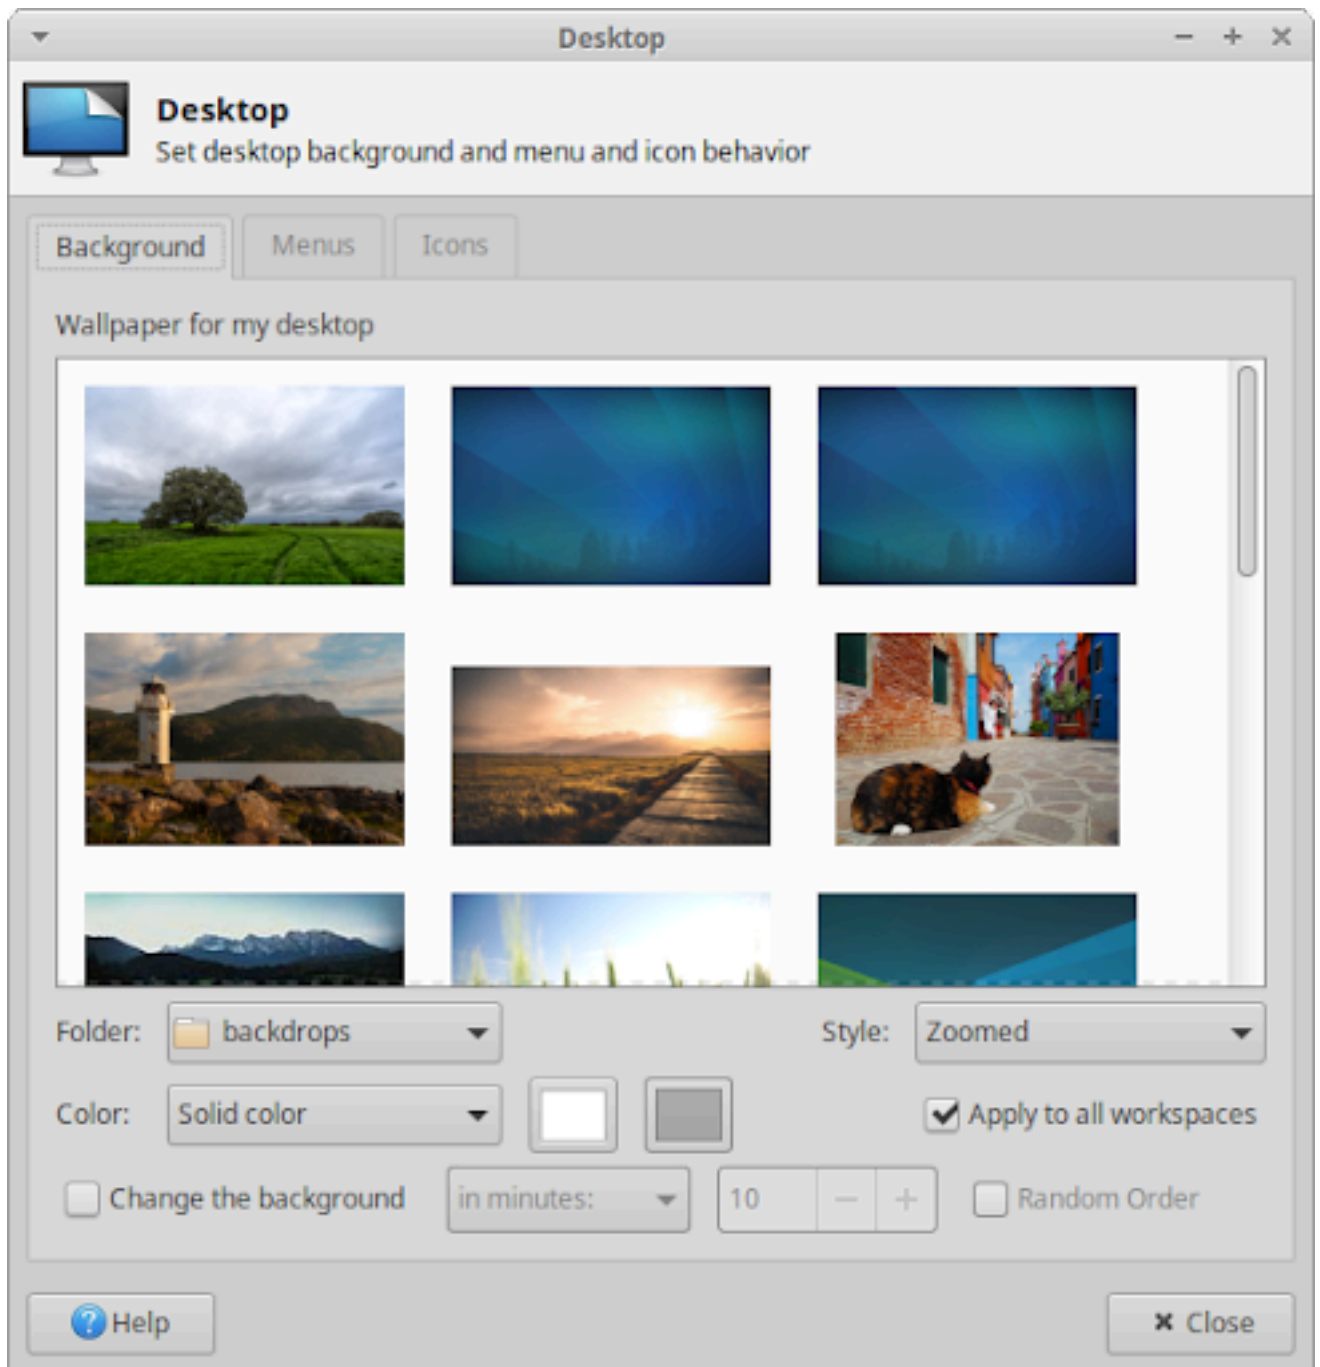 Desktop
Desktop
Set desktop background and menu and icon behavior
Background Menus Icons
Wallpaper for my desktop
Folder: backdrops Style: Zoomed
Color: Solid color Apply to all workspaces
Change the background in minutes: 10 Random Order
Help Close